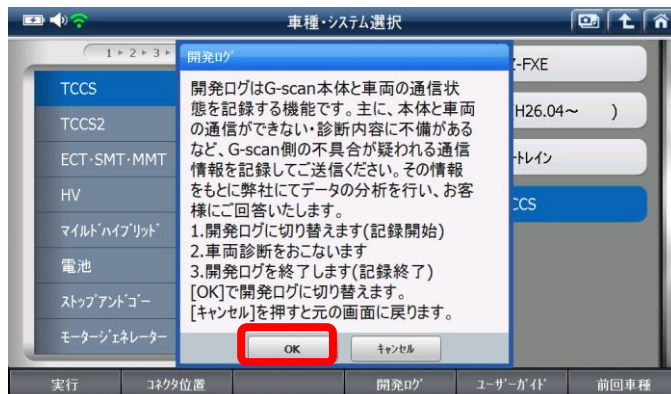 車種･システム選択
1 ▶ 2 ▶ 3 ▶
TCCS
TCCS2
ECT･SMT･MMT
HV
マイルドハイブリッド
電池
ストップアンドゴー
モータージェネレーター
開発ログ
開発ログはG-scan本体と車両の通信状
態を記録する機能です。主に、本体と車両
の通信ができない･診断内容に不備がある
など、G-scan側の不具合が疑われる通信
情報を記録してご送信ください。その情報
をもとに弊社にてデータの分析を行い、お客
様にご回答いたします。
1.開発ログに切り替えます(記録開始)
2.車両診断をおこないます
3.開発ログを終了します(記録終了)
[OK]で開発ログに切り替えます。
[キャンセル]を押すと元の画面に戻ります。
OK
キャンセル
-FXE
H26.04～ )
トレイン
CCS
実行
コネクタ位置
開発ログ
ユーザーガイド
前回車種